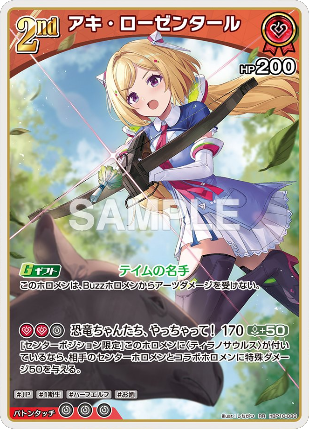 2nd アキ・ローゼンタール
HP200
SAMPLE
ギフト テイムの名手
このホロメンは、Buzzホロメンからアーツダメージを受けない。
恐竜ちゃんたち、やっちゃって! 170 +50
[センターポジション限定]このホロメンに〈ティラノサウルス〉が付い
ているなら、相手のセンターホロメンとコラボホロメンに特殊ダ
メージ50を与える。
#JP #1期生 #ハーフエルフ #お酒
バトンタッチ